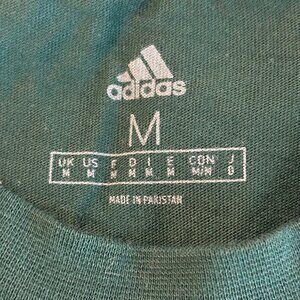 adidas
M
UK US F D I E CON J
M M M M M M M/M O
MADE IN PAKISTAN